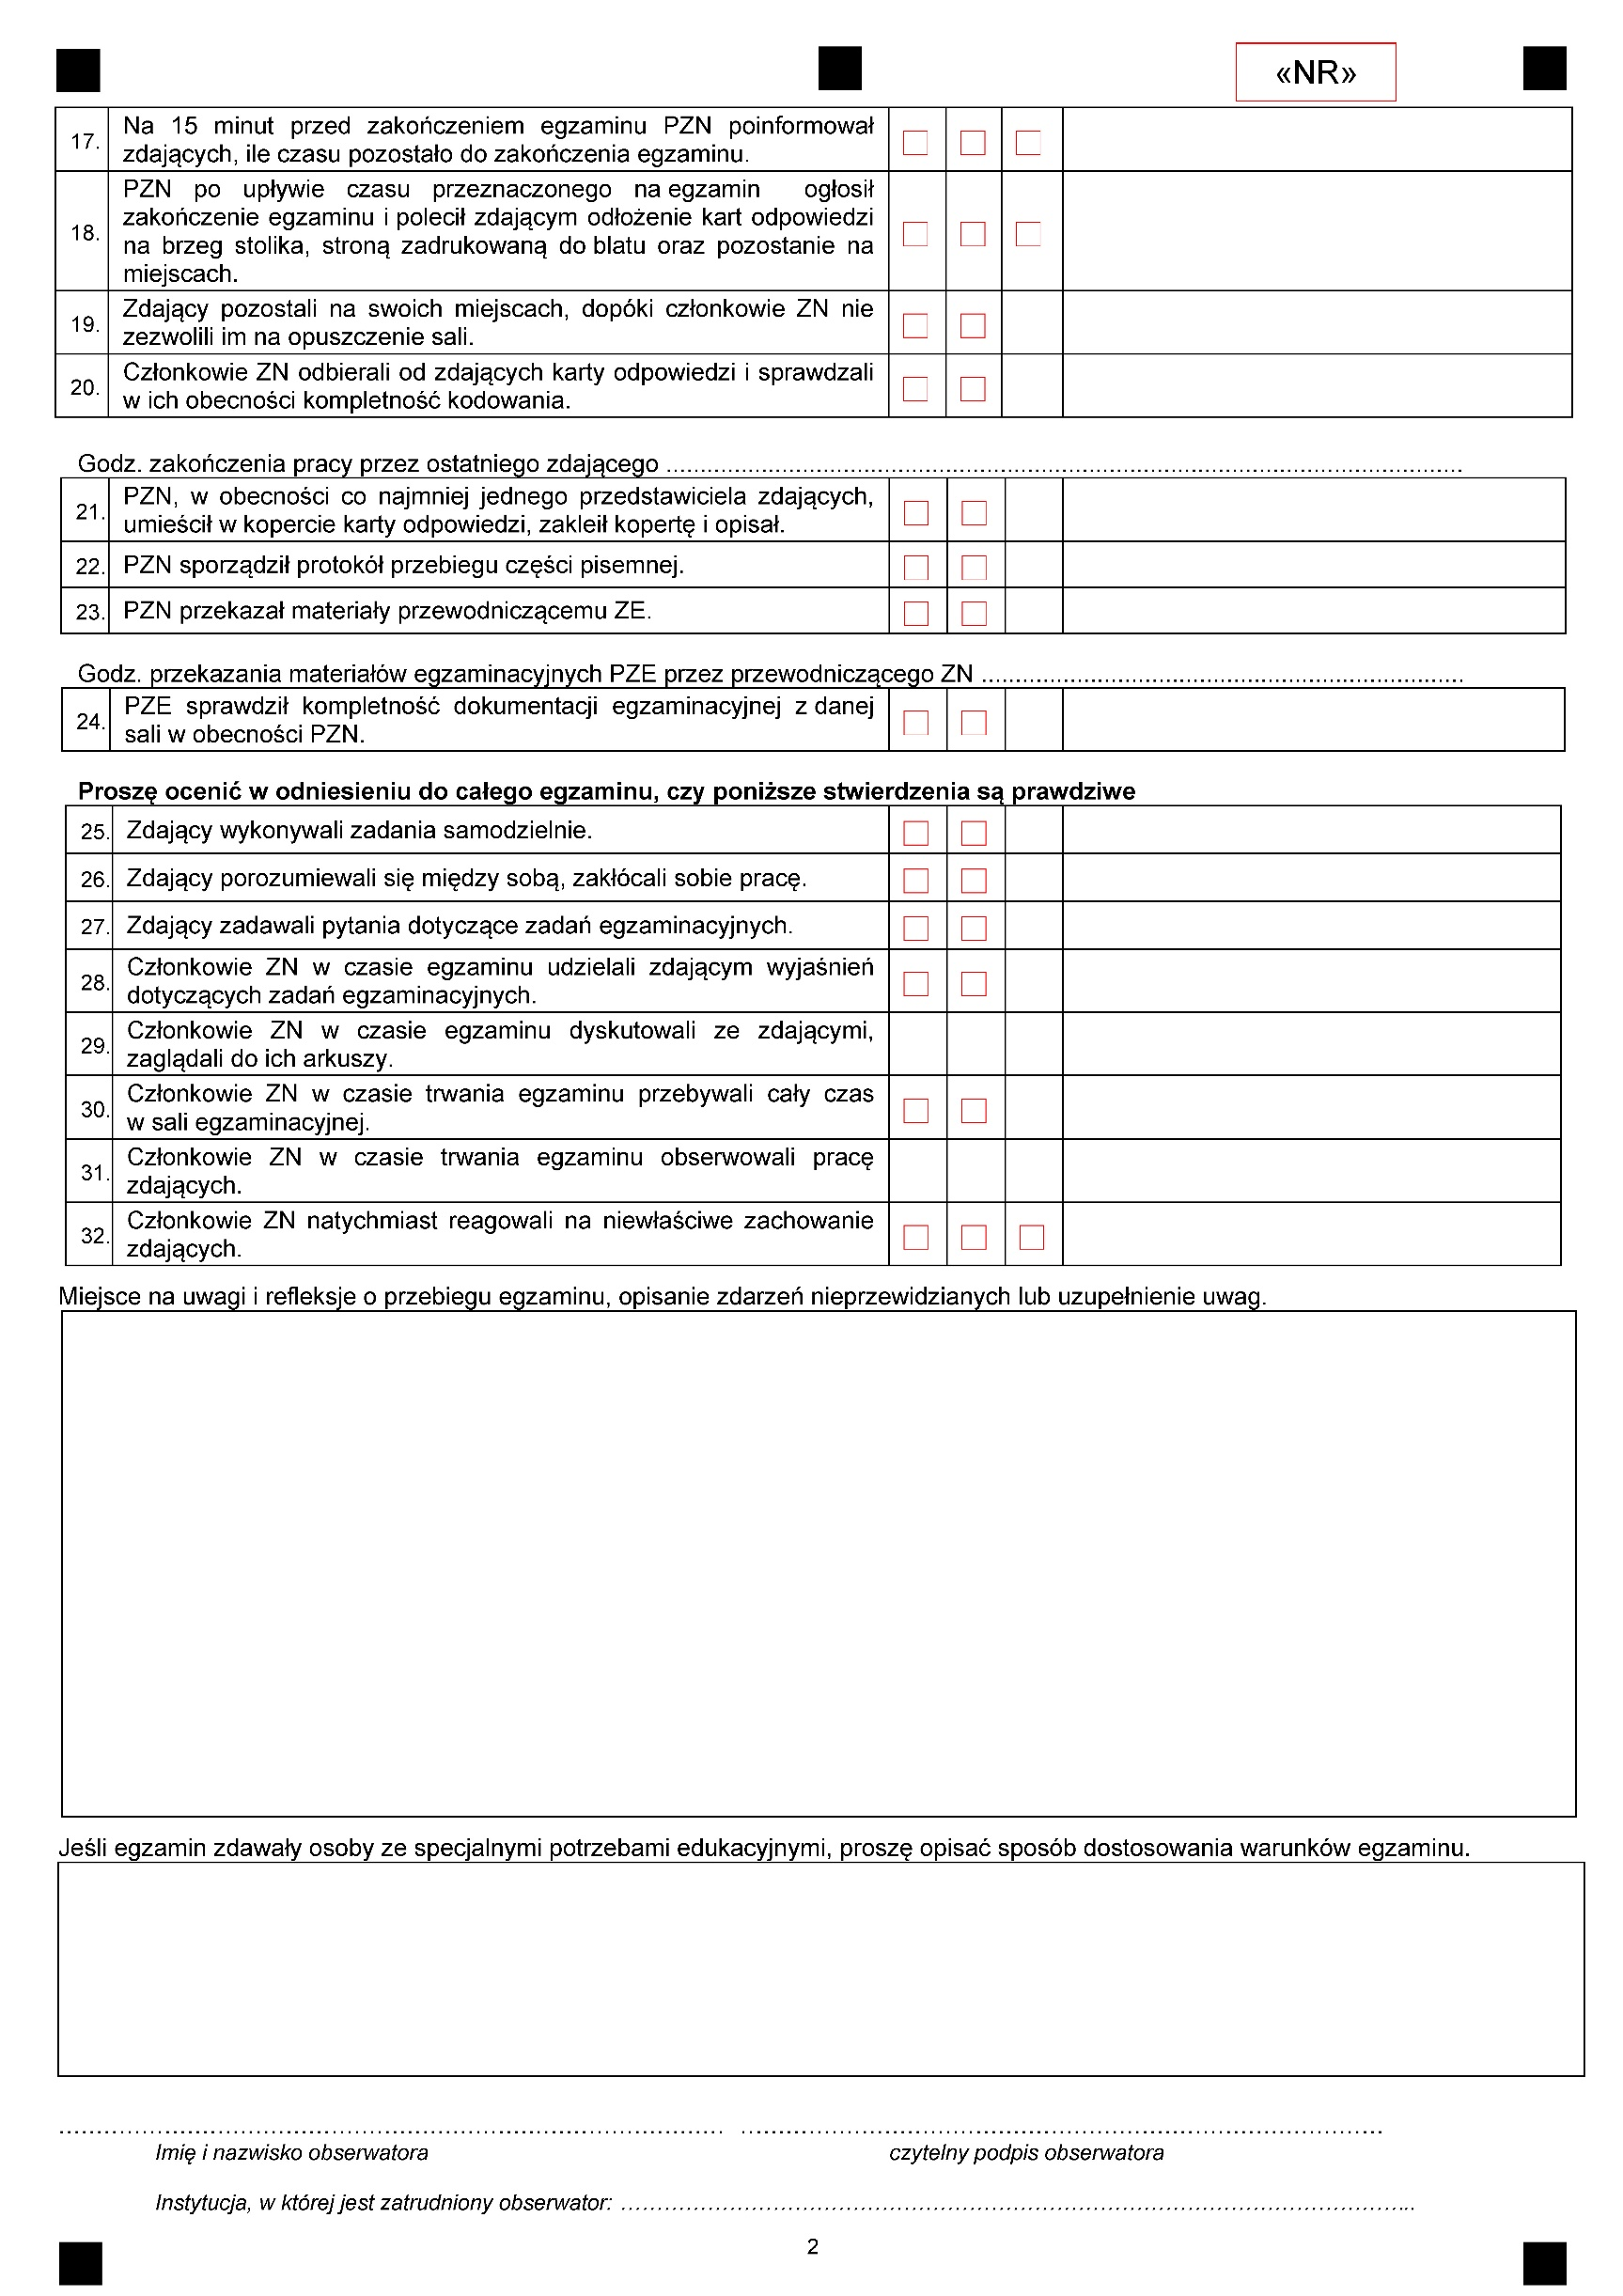 «NR»
17. Na 15 minut przed zakończeniem egzaminu PZN poinformował
zdających, ile czasu pozostało do zakończenia egzaminu.
18. PZN po upływie czasu przeznaczonego na egzamin ogłosił
zakończenie egzaminu i polecił zdającym odłożenie kart odpowiedzi
na brzeg stolika, stroną zadrukowaną do blatu oraz pozostanie na
miejscach.
19. Zdający pozostali na swoich miejscach, dopóki członkowie ZN nie
zezwolili im na opuszczenie sali.
20. Członkowie ZN odbierali od zdających karty odpowiedzi i sprawdzali
w ich obecności kompletność kodowania.
Godz. zakończenia pracy przez ostatniego zdającego ........................................................................................................................
21. PZN, w obecności co najmniej jednego przedstawiciela zdających,
umieścił w kopercie karty odpowiedzi, zakleił kopertę i opisał.
22. PZN sporządził protokół przebiegu części pisemnej.
23. PZN przekazał materiały przewodniczącemu ZE.
Godz. przekazania materiałów egzaminacyjnych PZE przez przewodniczącego ZN .......................................................................
24. PZE sprawdził kompletność dokumentacji egzaminacyjnej z danej
sali w obecności PZN.
Proszę ocenić w odniesieniu do całego egzaminu, czy poniższe stwierdzenia są prawdziwe
25. Zdający wykonywali zadania samodzielnie.
26. Zdający porozumiewali się między sobą, zakłócali sobie pracę.
27. Zdający zadawali pytania dotyczące zadań egzaminacyjnych.
28. Członkowie ZN w czasie egzaminu udzielali zdającym wyjaśnień
dotyczących zadań egzaminacyjnych.
29. Członkowie ZN w czasie egzaminu dyskutowali ze zdającymi,
zaglądali do ich arkuszy.
30. Członkowie ZN w czasie trwania egzaminu przebywali cały czas
w sali egzaminacyjnej.
31. Członkowie ZN w czasie trwania egzaminu obserwowali pracę
zdających.
32. Członkowie ZN natychmiast reagowali na niewłaściwe zachowanie
zdających.
Miejsce na uwagi i refleksje o przebiegu egzaminu, opisanie zdarzeń nieprzewidzianych lub uzupełnienie uwag.
Jeśli egzamin zdawały osoby ze specjalnymi potrzebami edukacyjnymi, proszę opisać sposób dostosowania warunków egzaminu.
........................................................................................ .....................................................................................
Imię i nazwisko obserwatora czytelny podpis obserwatora
Instytucja, w której jest zatrudniony obserwator: .........................................................................................................
2